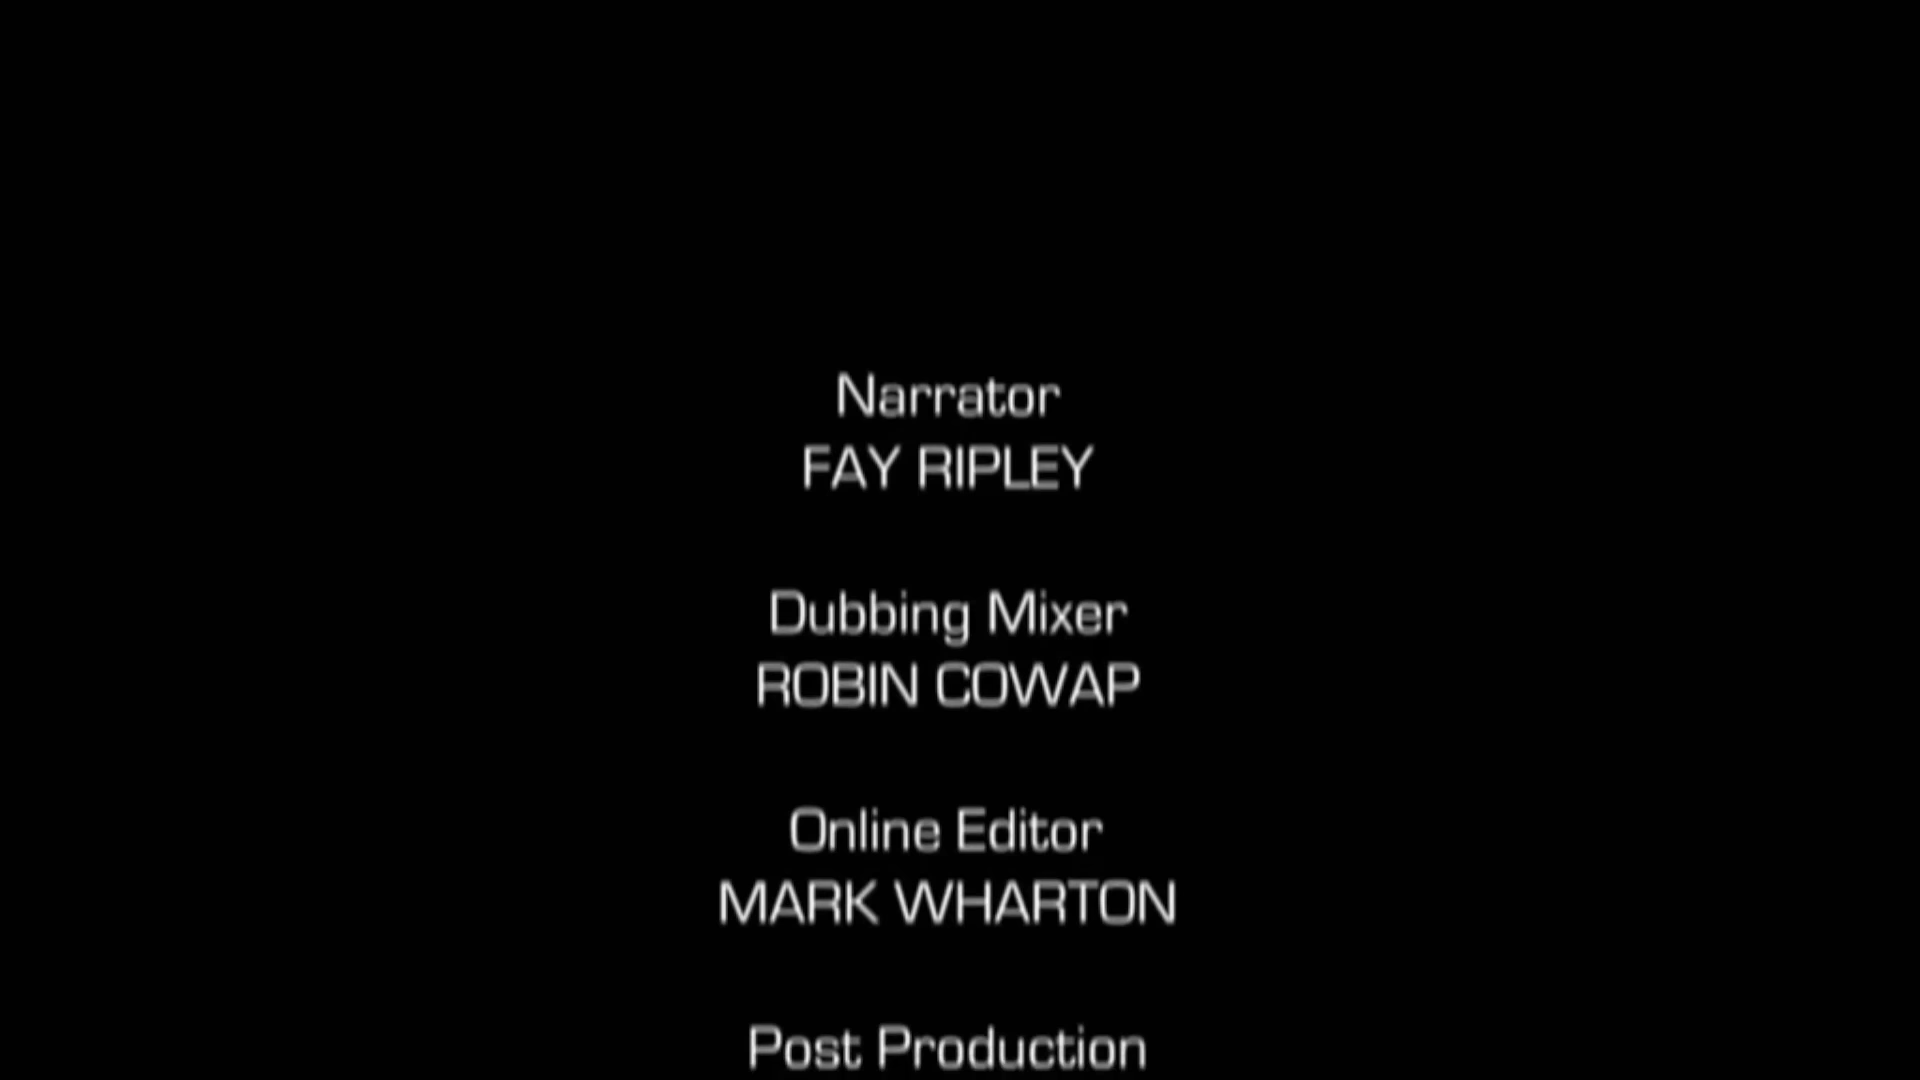 Narrator
FAY RIPLEY
Dubbing Mixer
ROBIN COWAP
Online Editor
MARK WHARTON
Post Production